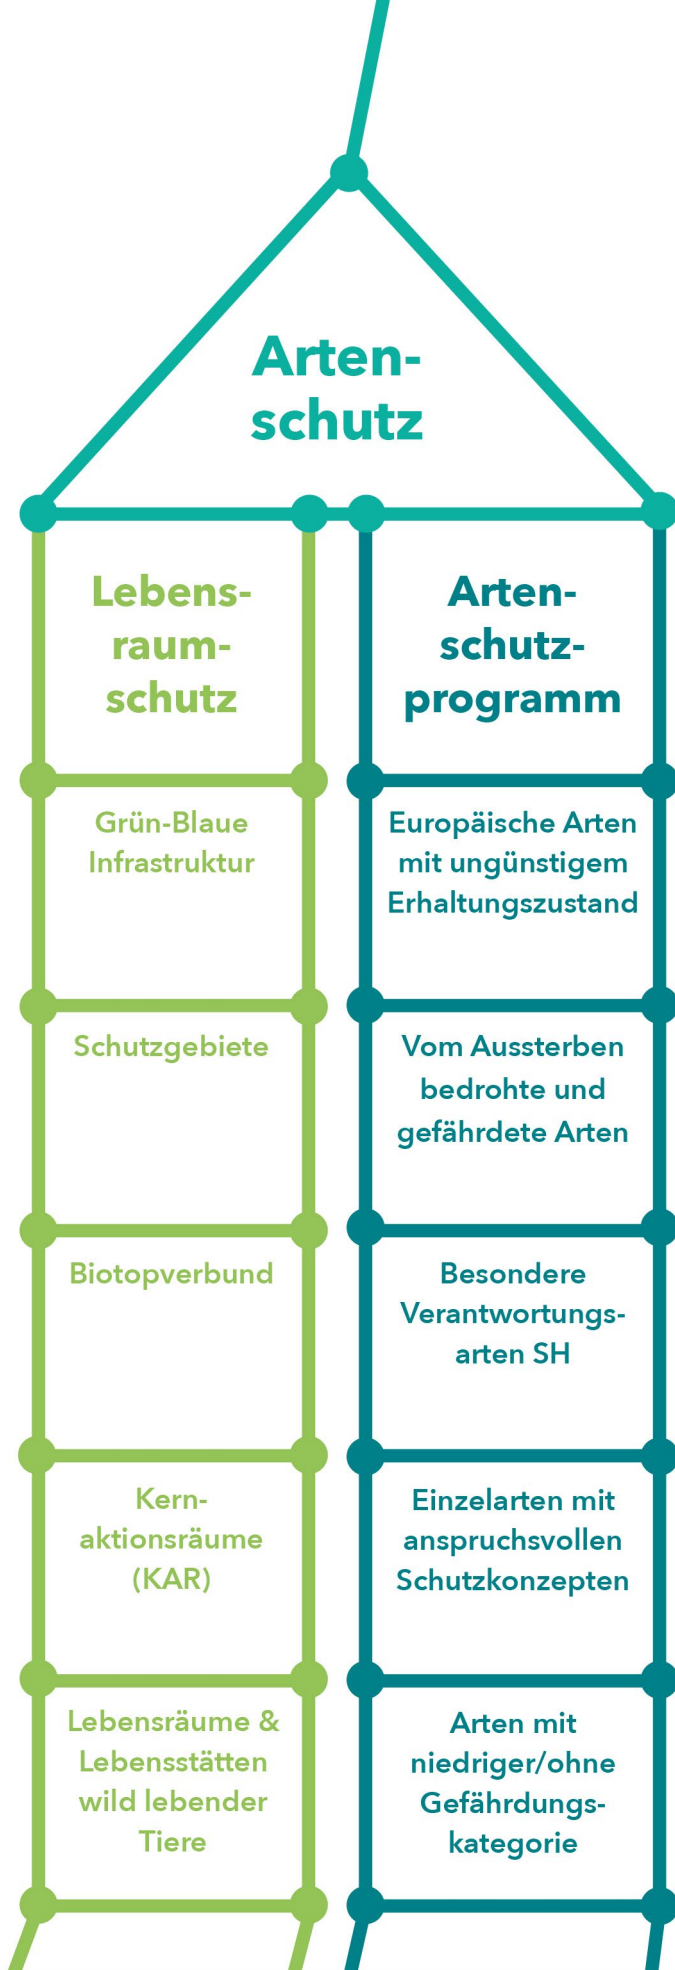 Arten-
schutz
Lebens-
raum-
schutz
Grün-Blaue
Infrastruktur
Schutzgebiete
Biotopverbund
Kern-
aktionsräume
(KAR)
Lebensräume &
Lebensstätten
wild lebender
Tiere
Arten-
schutz-
programm
Europäische Arten
mit ungünstigem
Erhaltungszustand
Vom Aussterben
bedrohte und
gefährdete Arten
Besondere
Verantwortungs-
arten SH
Einzelarten mit
anspruchsvollen
Schutzkonzepten
Arten mit
niedriger/ohne
Gefährdungs-
kategorie